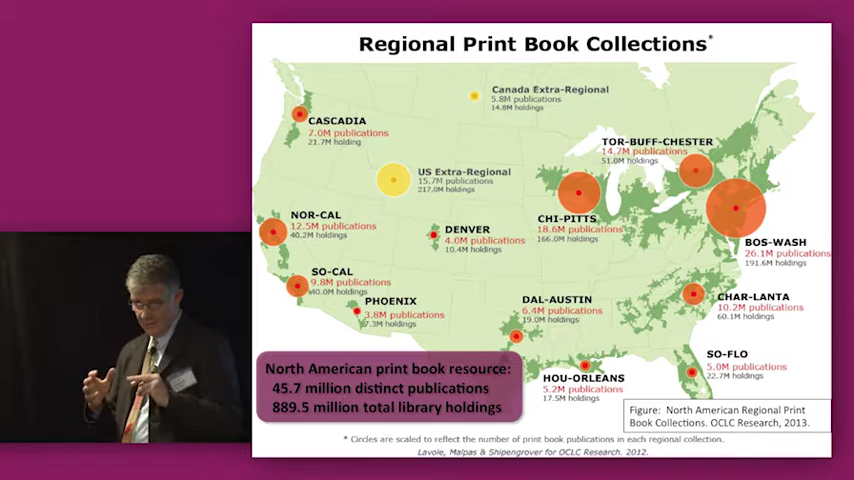 Regional Print Book Collections*
Canada Extra-Regional
5.8M publications
14.8M holdings
CASCADIA
7.0M publications
21.7M holding
TOR-BUFF-CHESTER
14.7M publications
51.0M holdings
US Extra-Regional
15.7M publications
217.0M holdings
NOR-CAL
12.5M publications
40.2M holdings
DENVER
4.0M publications
10.4M holdings
CHI-PITTS
18.6M publications
166.0M holdings
BOS-WASH
26.1M publications
191.6M holdings
SO-CAL
9.8M publications
40.0M holdings
PHOENIX
3.8M publications
7.3M holdings
DAL-AUSTIN
6.4M publications
19.0M holdings
CHAR-LANTA
10.2M publications
60.1M holdings
SO-FLO
5.0M publications
22.7M holdings
HOU-ORLEANS
5.2M publications
17.5M holdings
North American print book resource:
45.7 million distinct publications
889.5 million total library holdings
Figure: North American Regional Print
Book Collections. OCLC Research, 2013.
* Circles are scaled to reflect the number of print book publications in each regional collection.
Lavoie, Malpas & Shipengrover for OCLC Research. 2012.